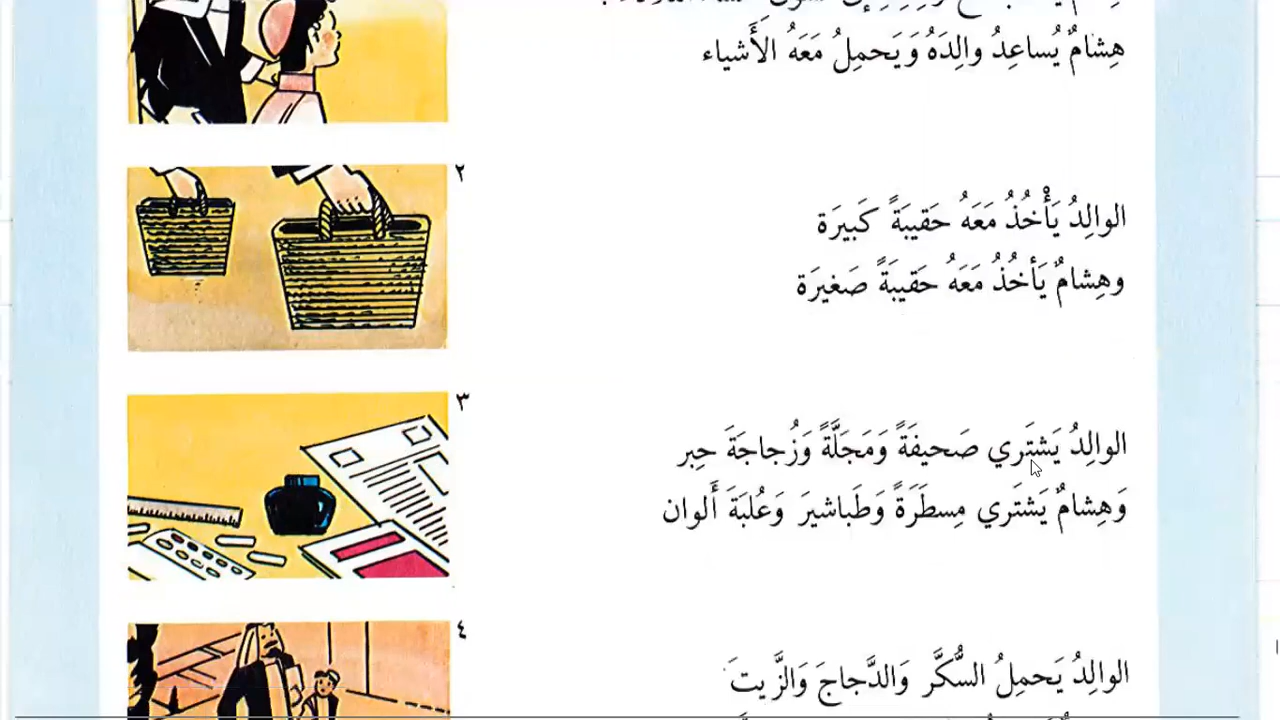 هِشامٌ يُساعِدُ والِدَهُ وَيَحمِلُ مَعَهُ الأَشياء
٢
الوالِدُ يَأْخُذُ مَعَهُ حَقيبَةً كَبيرَة
وهِشامٌ يَأخُذُ مَعَهُ حَقيبَةً صَغيرَة
٣
الوالِدُ يَشتَري صَحيفَةً وَمَجَلَّةً وَزُجاجَةَ حِبر
وَهِشامٌ يَشتَري مِسطَرَةً وَطَباشيرَ وَعُلبَةَ أَلوان
٤
الوالِدُ يَحمِلُ السُّكَّر وَالدَّجاجَ وَالزَّيتَ